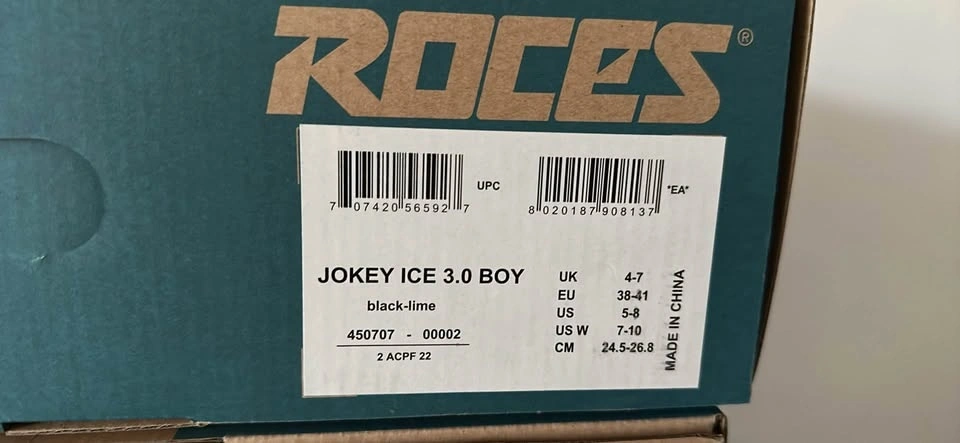 ROCES®
UPC
7 07420 56592 7
*EA*
8 020187 908137
JOKEY ICE 3.0 BOY
black-lime
450707 - 00002
2 ACPF 22
UK 4-7
EU 38-41
US 5-8
US W 7-10
CM 24.5-26.8
MADE IN CHINA